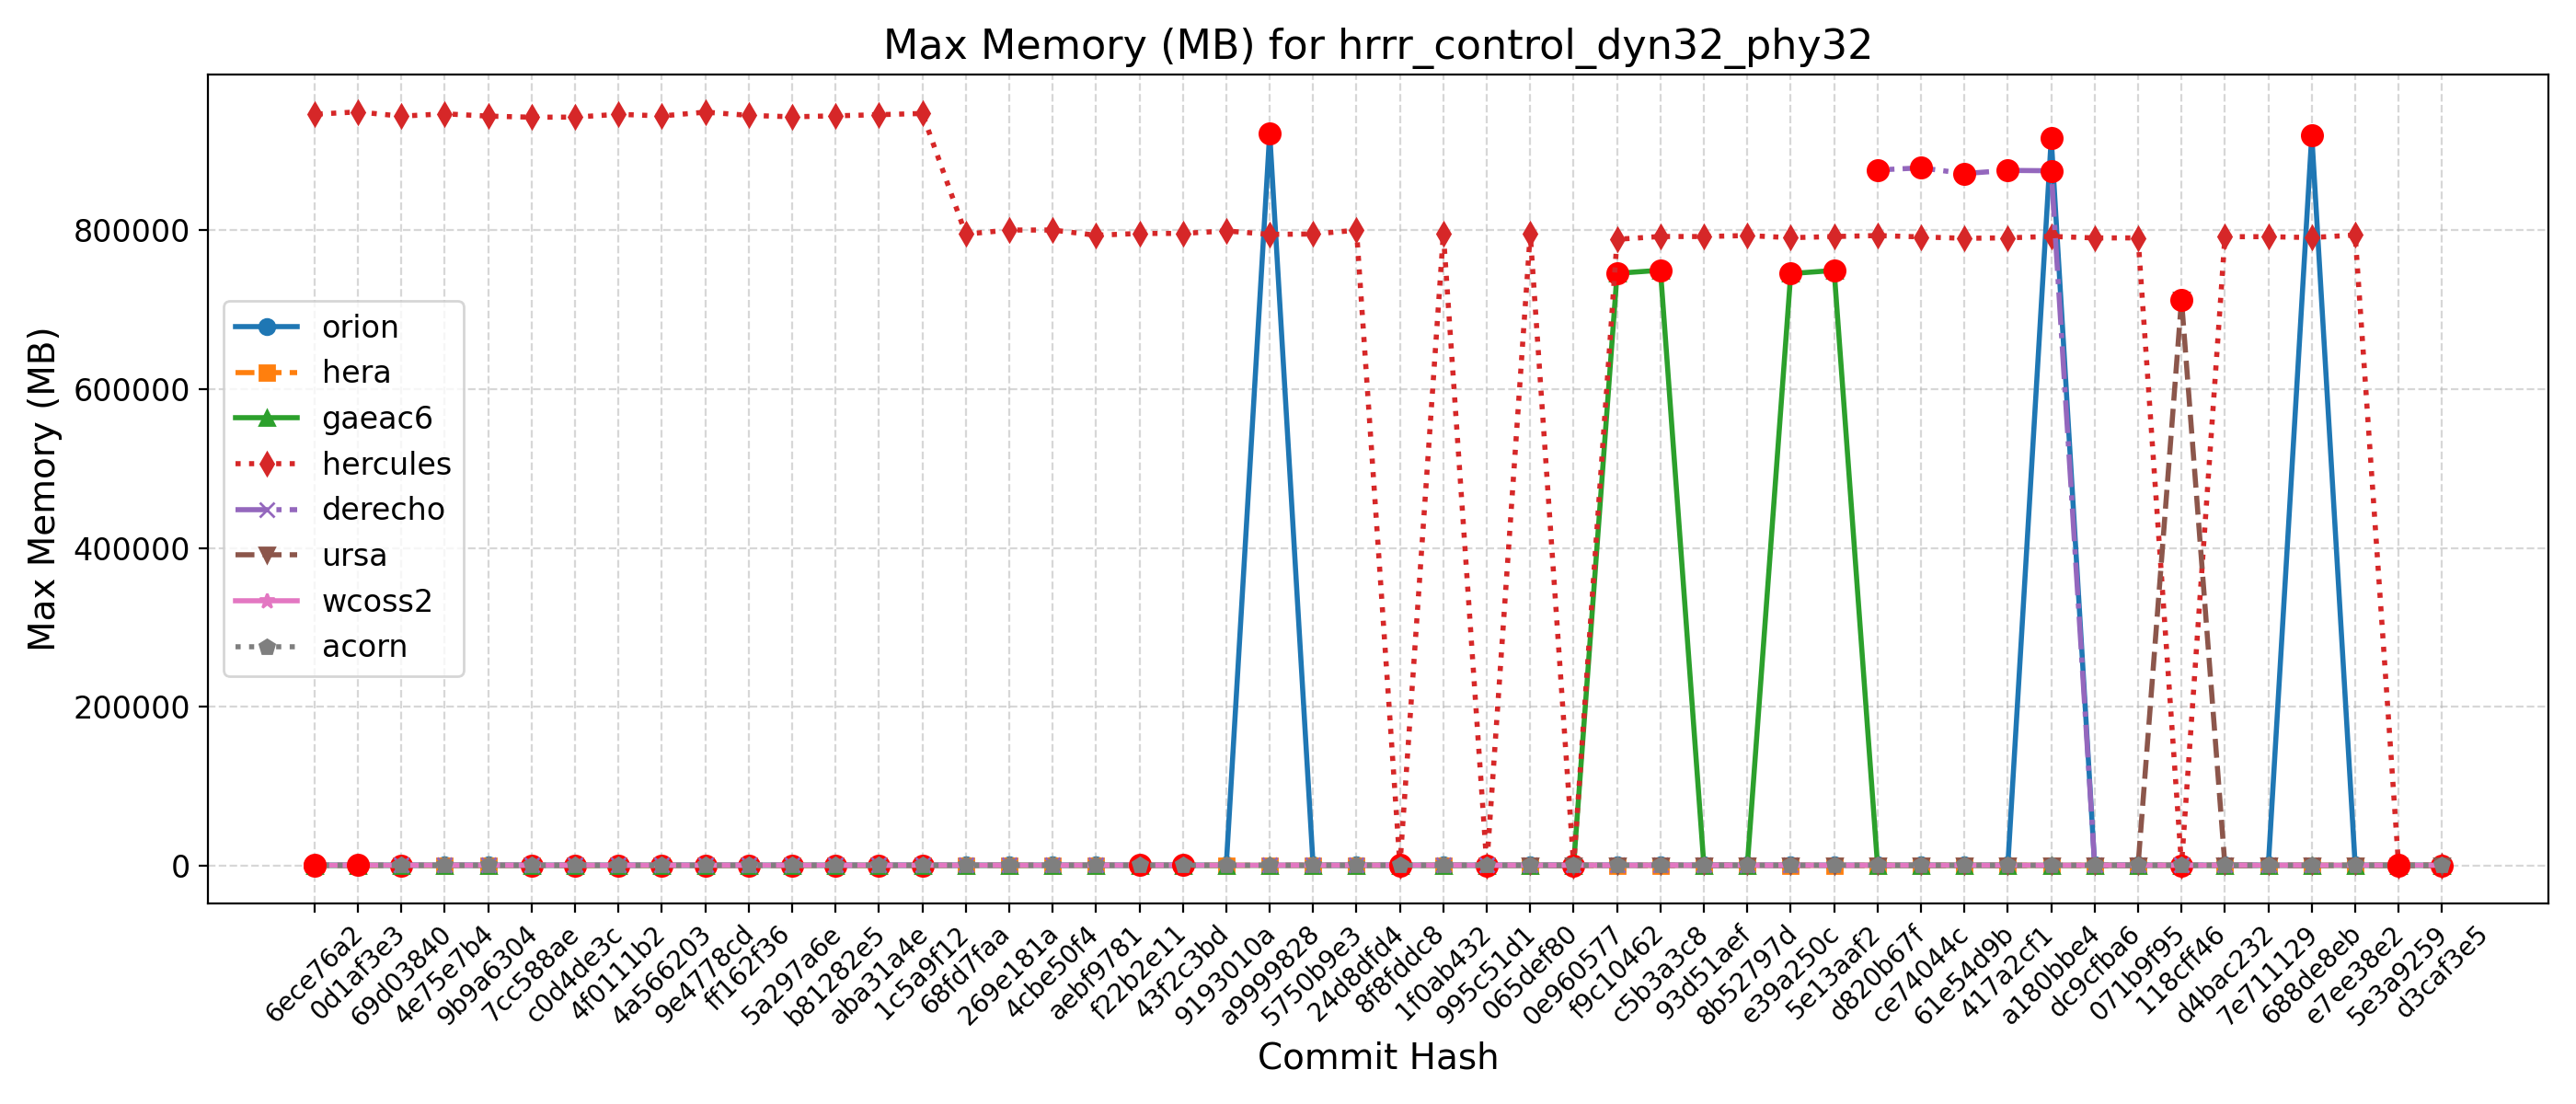 Max Memory (MB) for hrrr_control_dyn32_phy32
Max Memory (MB)
800000
600000
400000
200000
0
orion
hera
gaeac6
hercules
derecho
ursa
wcoss2
acorn
6ece76a2
0d1af3e3
69d03840
4e75e7b4
9b9a6304
7cc588ae
c0d4de3c
4f0111b2
4a566203
9e4778cd
ff162f36
5a297a6e
b81282e5
aba31a4e
1c5a9f12
68fd7faa
269e181a
4cbe50f4
aebf9781
f22b2e11
43f2c3bd
9193010a
a9999828
5750b9e3
24d8dfd4
8f8fddc8
1f0ab432
995c51d1
065def80
0e960577
f9c10462
c5b3a3c8
93d51aef
8b52797d
e39a250c
5e13aaf2
d820b67f
ce74044c
61e54d9b
417a2cf1
a180bbe4
dc9cfba6
071b9f95
118cff46
d4bac232
7e711129
688de8eb
e7ee38e2
5e3a9259
d3caf3e5
Commit Hash